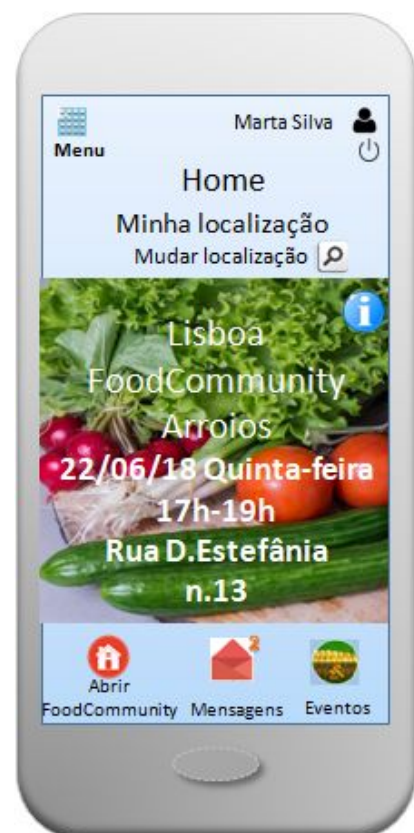 Marta Silva
Menu
Home
Minha localização
Mudar localização
i
Lisboa
FoodCommunity
Arroios
22/06/18 Quinta-feira
17h-19h
Rua D.Estefânia
n.13
2
Abrir
FoodCommunity Mensagens Eventos